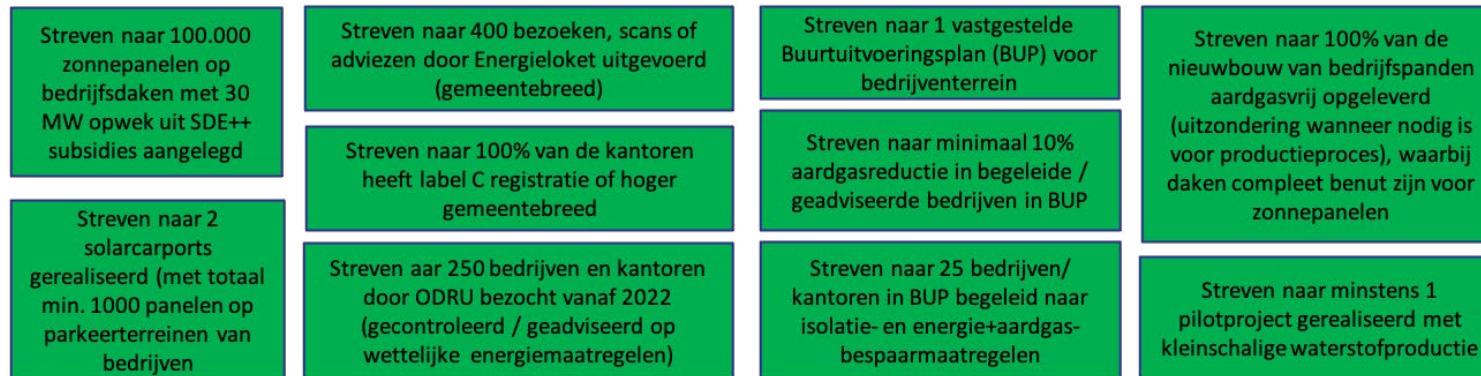 Streven naar 100.000
zonnepanelen op
bedrijfsdaken met 30
MW opwek uit SDE++
subsidies aangelegd
Streven naar 2
solarcarports
gerealiseerd (met totaal
min. 1000 panelen op
parkeerterreinen van
bedrijven
Streven naar 400 bezoeken, scans of
adviezen door Energieloket uitgevoerd
(gemeentebreed)
Streven naar 100% van de kantoren
heeft label C registratie of hoger
gemeentebreed
Streven aar 250 bedrijven en kantoren
door ODRU bezocht vanaf 2022
(gecontroleerd / geadviseerd op
wettelijke energiemaatregelen)
Streven naar 1 vastgestelde
Buurtuitvoeringsplan (BUP) voor
bedrijventerrein
Streven naar minimaal 10%
aardgasreductie in begeleide /
geadviseerde bedrijven in BUP
Streven naar 25 bedrijven/
kantoren in BUP begeleid naar
isolatie- en energie+aardgas-
bespaarmaatregelen
Streven naar 100% van de
nieuwbouw van bedrijfspanden
aardgasvrij opgeleverd
(uitzondering wanneer nodig is
voor productieproces), waarbij
daken compleet benut zijn voor
zonnepanelen
Streven naar minstens 1
pilotproject gerealiseerd met
kleinschalige waterstofproductie